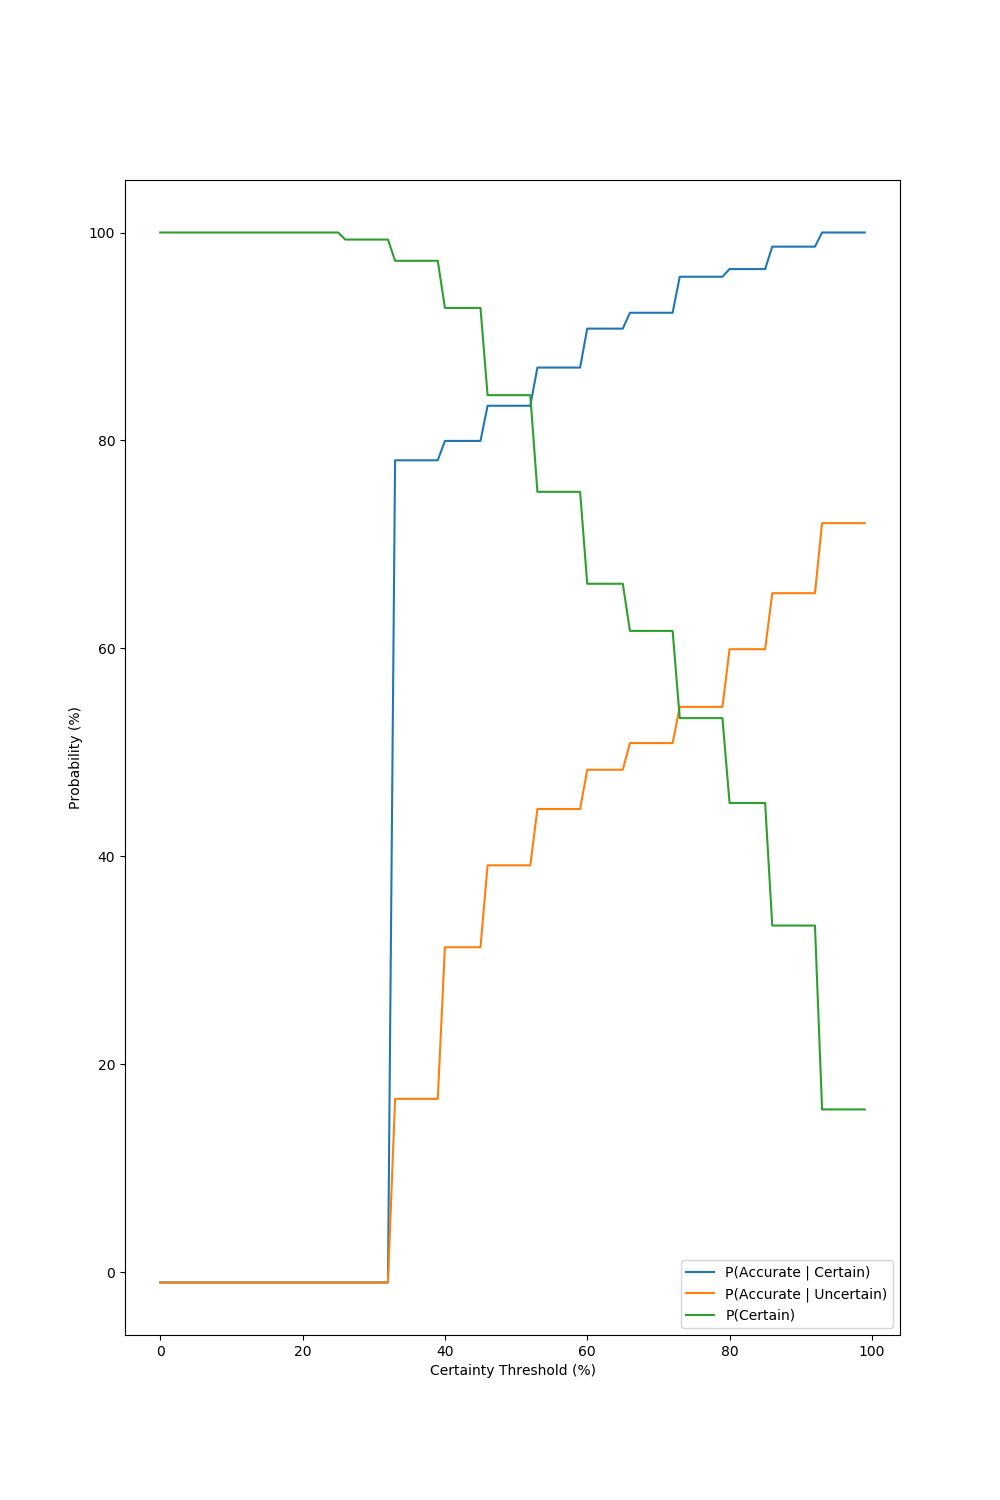 100
80
60
40
20
0
Probability (%)
0 20 40 60 80 100
Certainty Threshold (%)
P(Accurate | Certain)
P(Accurate | Uncertain)
P(Certain)